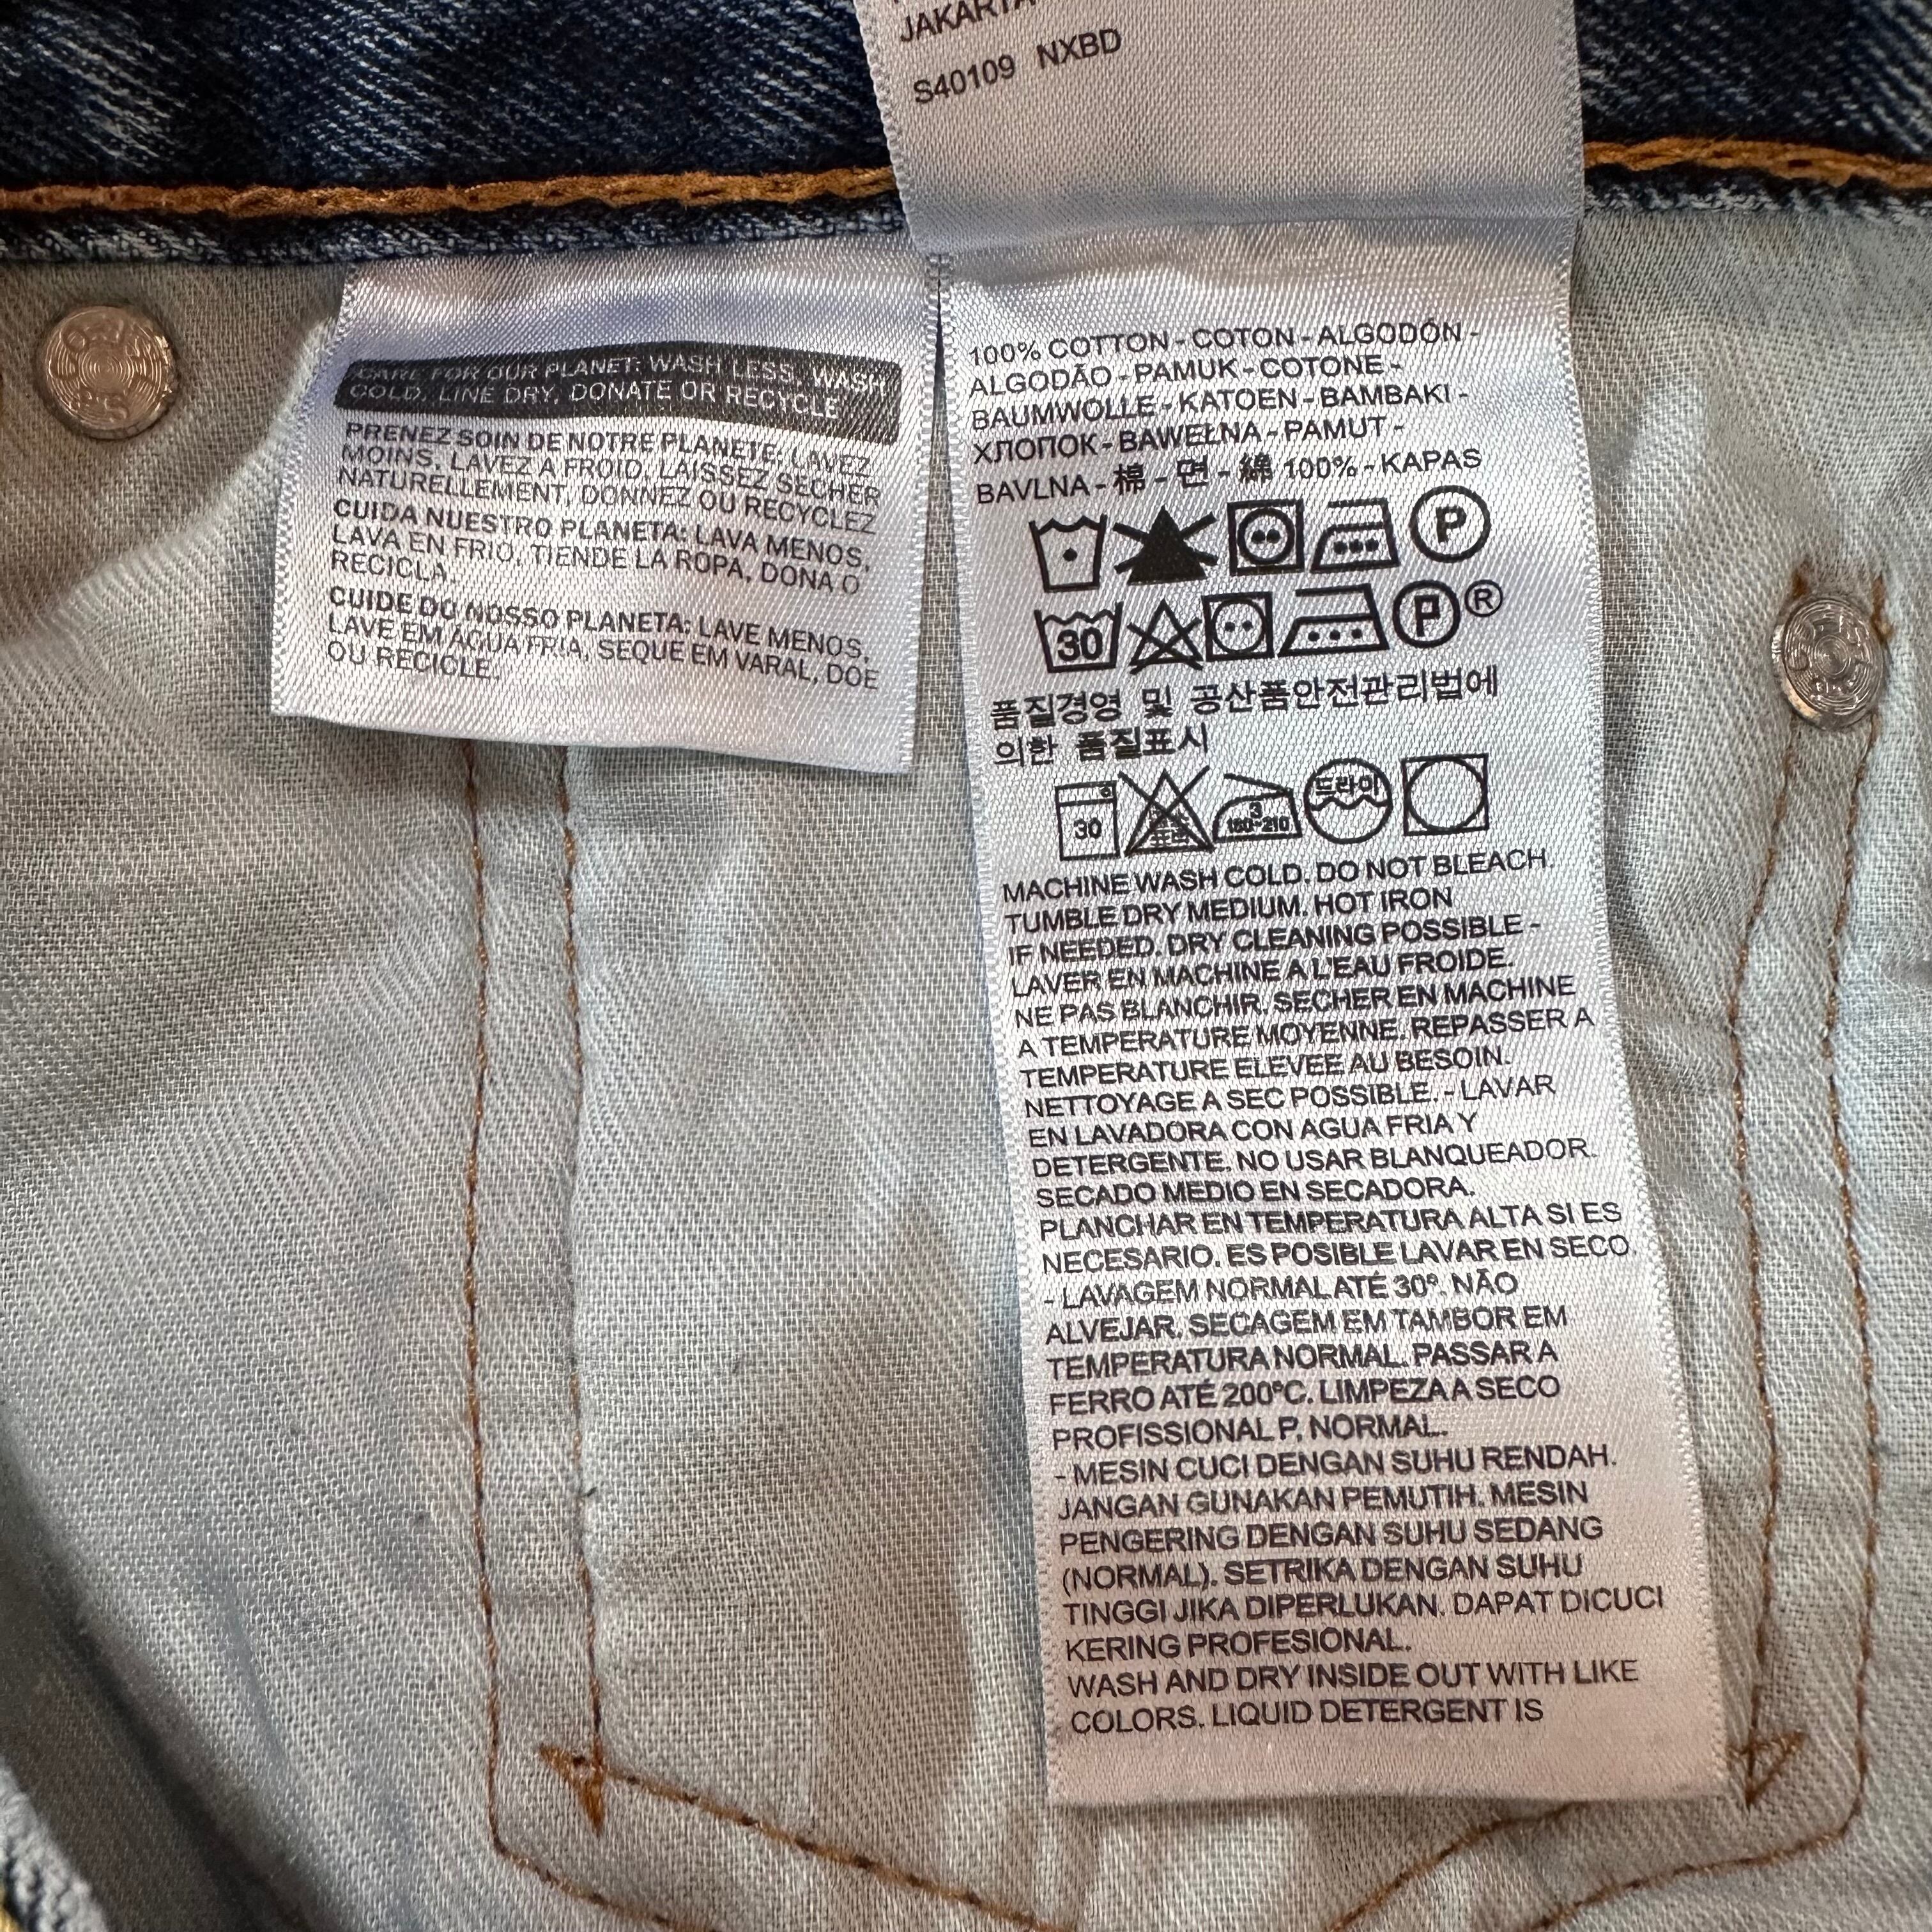 JAKARTA
S40109 NXBD
CARE FOR OUR PLANET: WASH LESS, WASH
COLD, LINE DRY, DONATE OR RECYCLE
PRENEZ SOIN DE NOTRE PLANETE: LAVEZ
MOINS, LAVEZ A FROID, LAISSEZ SECHER
NATURELLEMENT, DONNEZ OU RECYCLEZ
CUIDA NUESTRO PLANETA: LAVA MENOS,
LAVA EN FRIO, TIENDE LA ROPA, DONA O
RECICLA.
CUIDE DO NOSSO PLANETA: LAVE MENOS,
LAVE EM ÁGUA FRIA, SEQUE EM VARAL, DOE
OU RECICLE.
100% COTTON - COTON - ALGODÓN -
ALGODÃO - PAMUK - COTONE -
BAUMWOLLE - KATOEN - BAMBAKI -
ХЛОПОК - BAWEŁNA - PAMUT -
BAVLNA - 棉 - 면 - 綿 100% - KAPAS
P
30 P ®
품질경영 및 공산품안전관리법에
의한 품질표시
30 3 180~210 드라이
MACHINE WASH COLD. DO NOT BLEACH
TUMBLE DRY MEDIUM. HOT IRON
IF NEEDED. DRY CLEANING POSSIBLE -
LAVER EN MACHINE A L'EAU FROIDE.
NE PAS BLANCHIR. SECHER EN MACHINE
A TEMPERATURE MOYENNE. REPASSER A
TEMPERATURE ELEVEE AU BESOIN.
NETTOYAGE A SEC POSSIBLE. - LAVAR
EN LAVADORA CON AGUA FRIA Y
DETERGENTE. NO USAR BLANQUEADOR.
SECADO MEDIO EN SECADORA.
PLANCHAR EN TEMPERATURA ALTA SI ES
NECESARIO. ES POSIBLE LAVAR EN SECO
- LAVAGEM NORMAL ATÉ 30º. NÃO
ALVEJAR. SECAGEM EM TAMBOR EM
TEMPERATURA NORMAL. PASSAR A
FERRO ATÉ 200ºC. LIMPEZA A SECO
PROFISSIONAL P, NORMAL.
- MESIN CUCI DENGAN SUHU RENDAH.
JANGAN GUNAKAN PEMUTIH. MESIN
PENGERING DENGAN SUHU SEDANG
(NORMAL). SETRIKA DENGAN SUHU
TINGGI JIKA DIPERLUKAN. DAPAT DICUCI
KERING PROFESIONAL.
WASH AND DRY INSIDE OUT WITH LIKE
COLORS. LIQUID DETERGENT IS